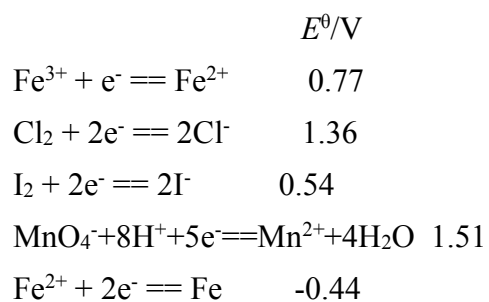 E^θ/V
Fe³⁺ + e⁻ == Fe²⁺ 0.77
Cl₂ + 2e⁻ == 2Cl⁻ 1.36
I₂ + 2e⁻ == 2I⁻ 0.54
MnO₄⁻+8H⁺+5e⁻==Mn²⁺+4H₂O 1.51
Fe²⁺ + 2e⁻ == Fe -0.44